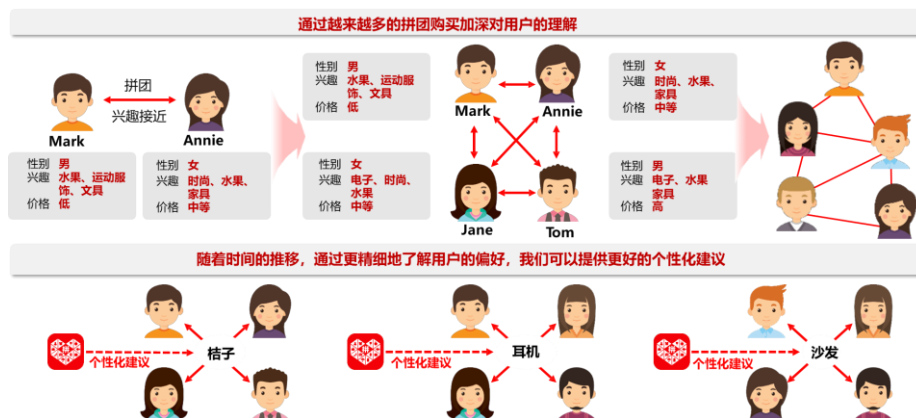 通过越来越多的拼团购买加深对用户的理解
拼团
兴趣接近
Mark
Annie
性别 男
兴趣 水果、运动服
饰、文具
价格 低
性别 女
兴趣 时尚、水果、
家具
价格 中等
性别 男
兴趣 水果、运动服
饰、文具
价格 低
性别 女
兴趣 电子、时尚、
水果
价格 中等
Mark
Annie
Jane
Tom
性别 女
兴趣 时尚、水果、
家具
价格 中等
性别 男
兴趣 电子、水果
家具
价格 高
随着时间的推移，通过更精细地了解用户的偏好，我们可以提供更好的个性化建议
个性化建议
桔子
个性化建议
耳机
个性化建议
沙发